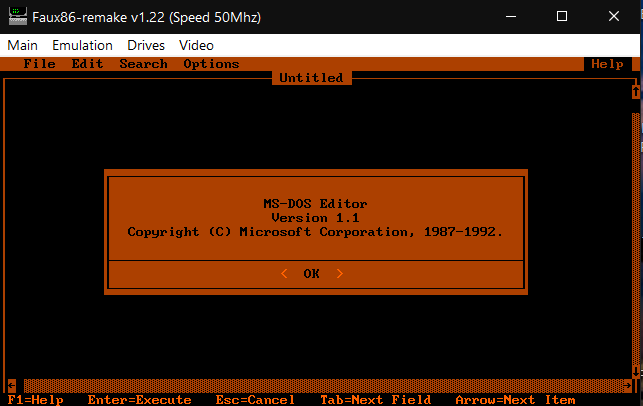 Faux86-remake v1.22 (Speed 50Mhz)
Main Emulation Drives Video
File Edit Search Options Help
Untitled
MS-DOS Editor
Version 1.1
Copyright (C) Microsoft Corporation, 1987-1992.
< OK >
F1=Help Enter=Execute Esc=Cancel Tab=Next Field Arrow=Next Item